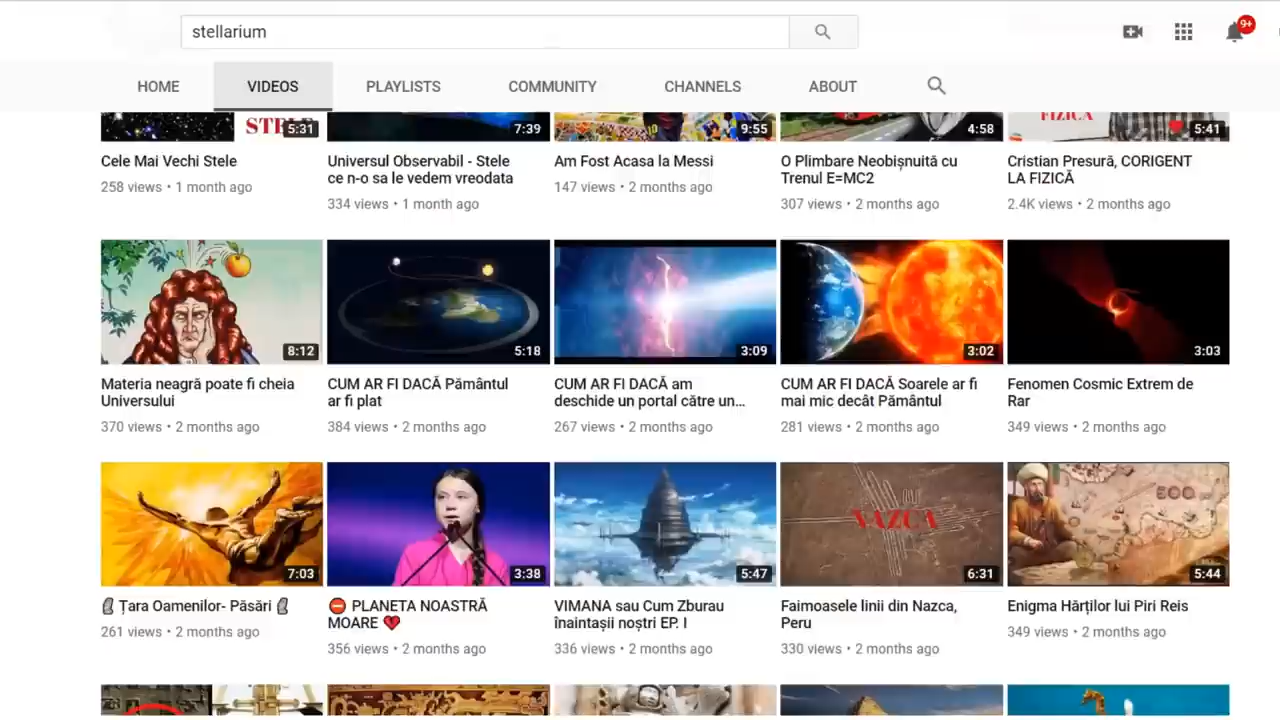 stellarium
9+
HOME VIDEOS PLAYLISTS COMMUNITY CHANNELS ABOUT
5:31 7:39 9:55 4:58 FIZICA 5:41
Cele Mai Vechi Stele
258 views • 1 month ago
Universul Observabil - Stele
ce n-o sa le vedem vreodata
334 views • 1 month ago
Am Fost Acasa la Messi
147 views • 2 months ago
O Plimbare Neobișnuită cu
Trenul E=MC2
307 views • 2 months ago
Cristian Presură, CORIGENT
LA FIZICĂ
2.4K views • 2 months ago
8:12 5:18 3:09 3:02 3:03
Materia neagră poate fi cheia
Universului
370 views • 2 months ago
CUM AR FI DACĂ Pământul
ar fi plat
384 views • 2 months ago
CUM AR FI DACĂ am
deschide un portal către un...
267 views • 2 months ago
CUM AR FI DACĂ Soarele ar fi
mai mic decât Pământul
281 views • 2 months ago
Fenomen Cosmic Extrem de
Rar
349 views • 2 months ago
NAZCA
7:03 3:38 5:47 6:31 5:44
🗿 Țara Oamenilor- Păsări 🗿
261 views • 2 months ago
⛔ PLANETA NOASTRĂ
MOARE 💔
356 views • 2 months ago
VIMANA sau Cum Zburau
înaintașii noștri EP. I
336 views • 2 months ago
Faimoasele linii din Nazca,
Peru
330 views • 2 months ago
Enigma Hărților lui Piri Reis
349 views • 2 months ago